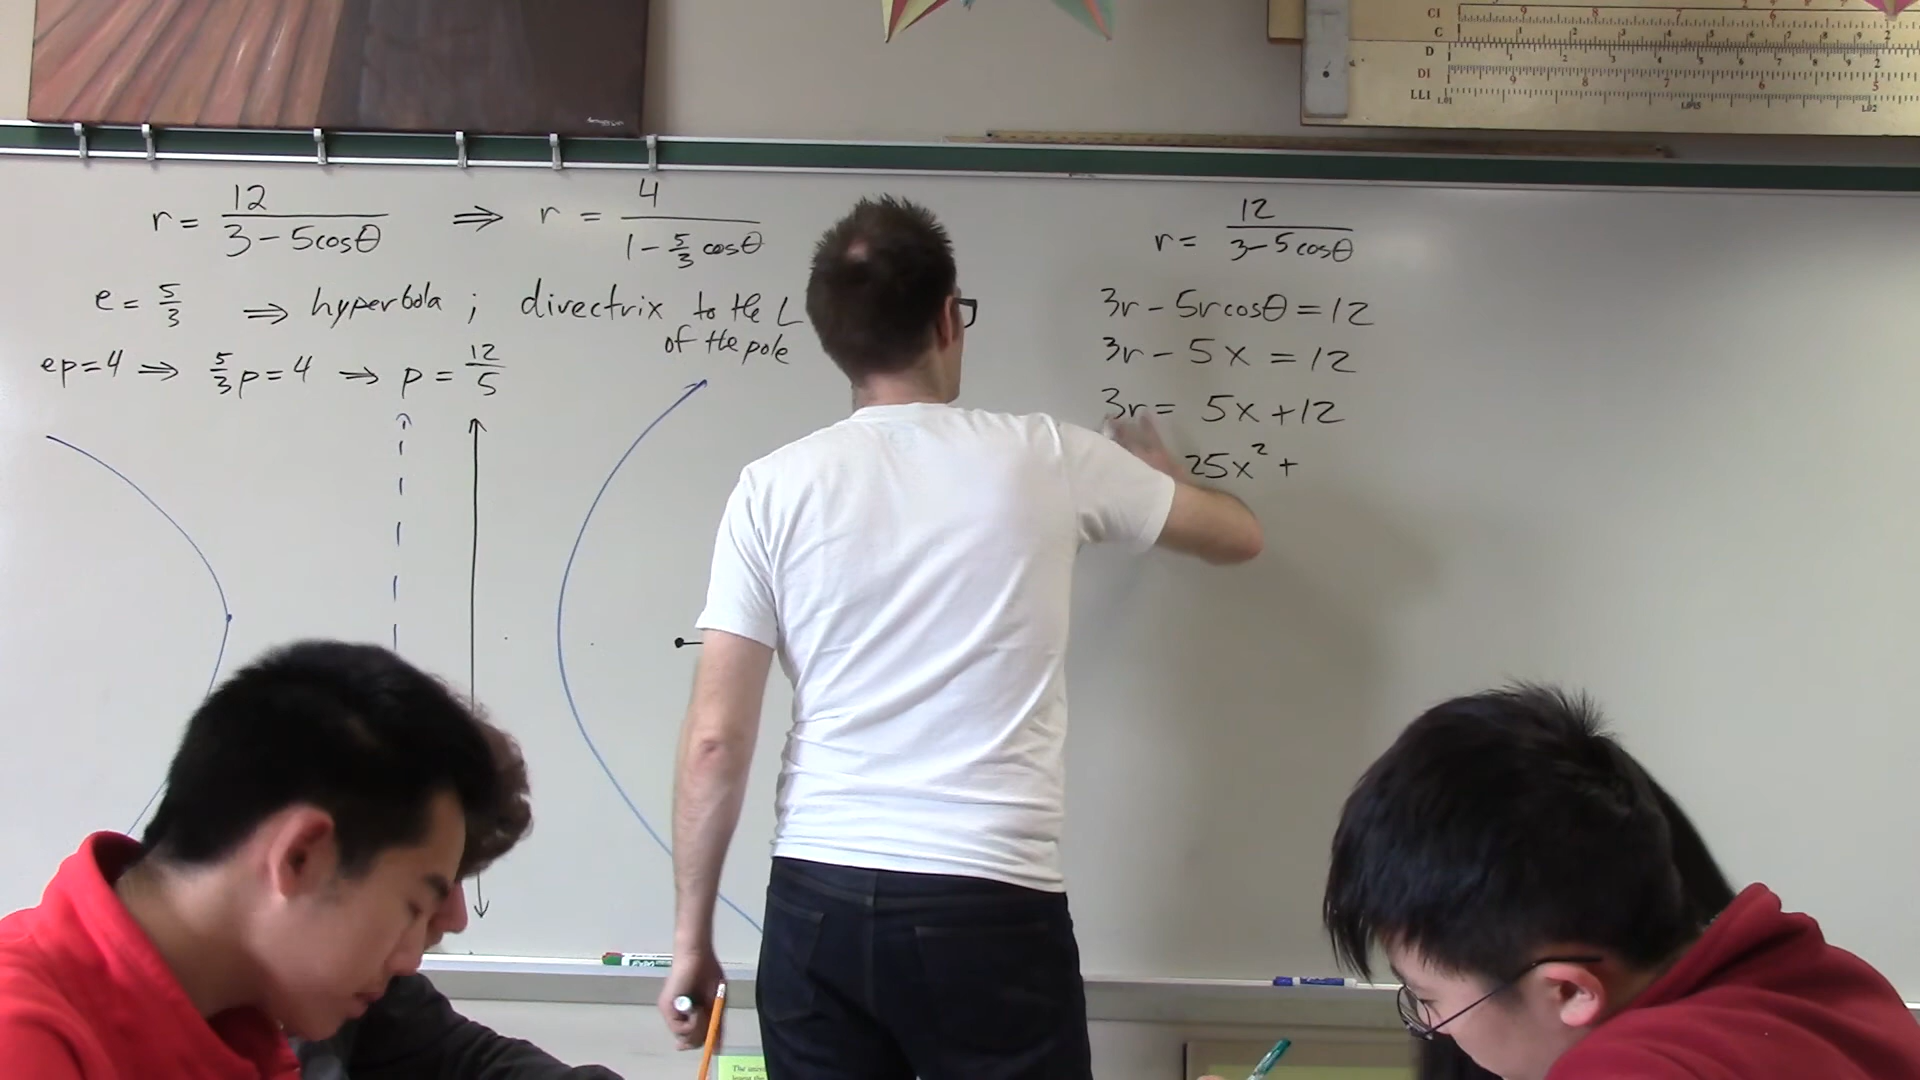 r = 12/(3 - 5cosθ) ⇒ r = 4/(1 - 5/3 cosθ)
e = 5/3 ⇒ hyperbola ; directrix to the L
of the pole
ep = 4 ⇒ 5/3 p = 4 ⇒ p = 12/5
r = 12/(3 - 5cosθ)
3r - 5rcosθ = 12
3r - 5x = 12
3r = 5x + 12
25x² +
CI
C
D
DI
LL1